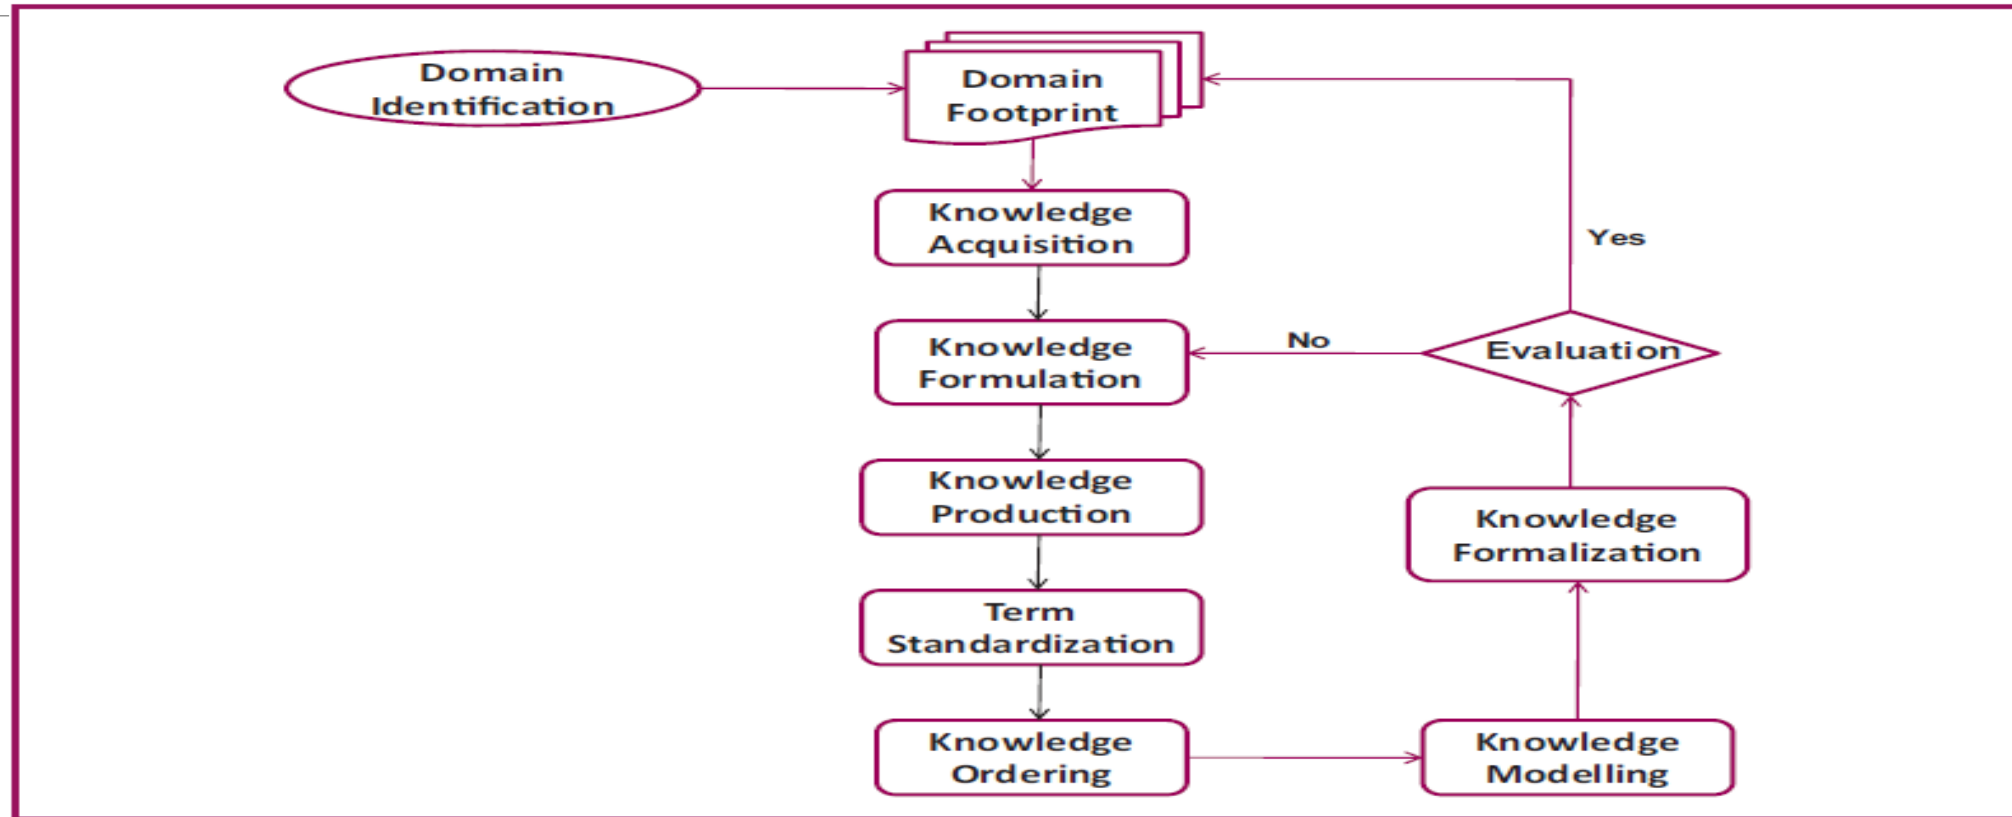 Domain
Identification
Domain
Footprint
Knowledge
Acquisition
Yes
Knowledge
Formulation
No
Evaluation
Knowledge
Production
Knowledge
Formalization
Term
Standardization
Knowledge
Ordering
Knowledge
Modelling